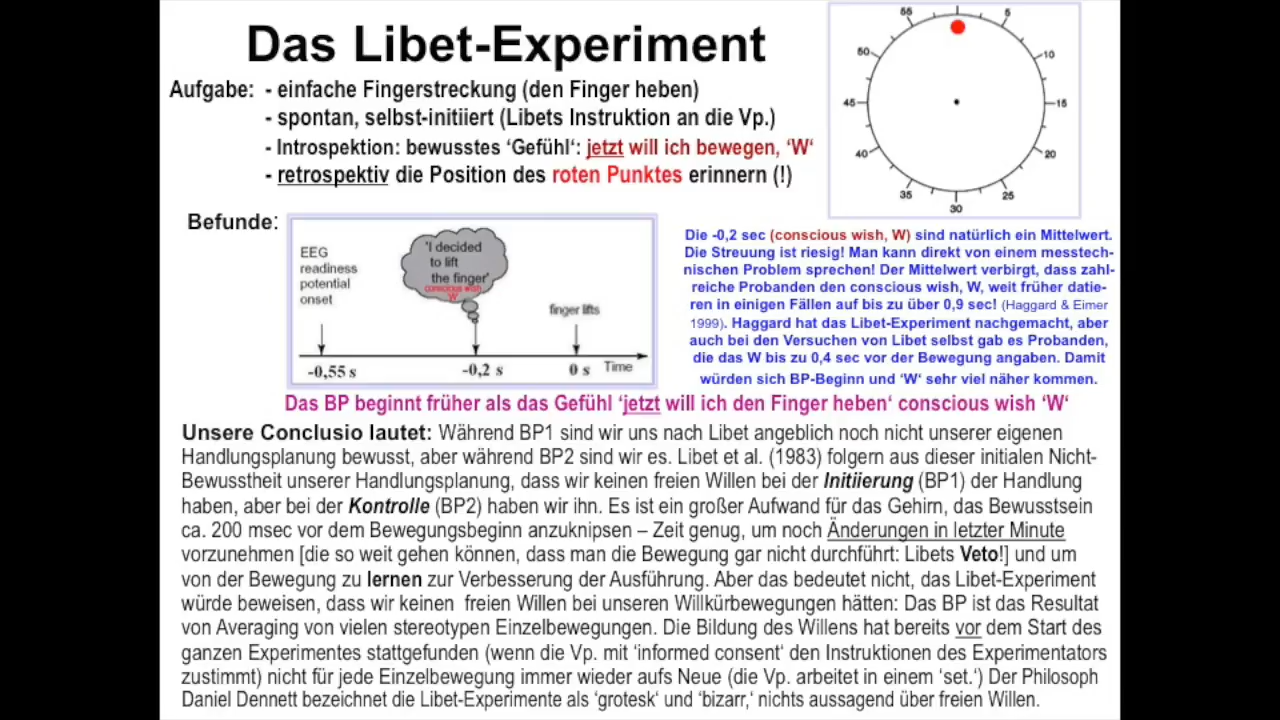 Das Libet-Experiment
Aufgabe: - einfache Fingerstreckung (den Finger heben)
- spontan, selbst-initiiert (Libets Instruktion an die Vp.)
- Introspektion: bewusstes ‘Gefühl‘: jetzt will ich bewegen, ‘W‘
- retrospektiv die Position des roten Punktes erinnern (!)
55
5
50
10
45
15
40
20
35
25
30
Befunde:
EEG
readiness
potential
onset
'I decided
to lift
the finger'
conscious wish
'W'
finger lifts
-0,55 s
-0,2 s
0 s
Time
Die -0,2 sec (conscious wish, W) sind natürlich ein Mittelwert.
Die Streuung ist riesig! Man kann direkt von einem messtech-
nischen Problem sprechen! Der Mittelwert verbirgt, dass zahl-
reiche Probanden den conscious wish, W, weit früher datie-
ren in einigen Fällen auf bis zu über 0,9 sec! (Haggard & Eimer
1999). Haggard hat das Libet-Experiment nachgemacht, aber
auch bei den Versuchen von Libet selbst gab es Probanden,
die das W bis zu 0,4 sec vor der Bewegung angaben. Damit
würden sich BP-Beginn und ‘W‘ sehr viel näher kommen.
Das BP beginnt früher als das Gefühl ‘jetzt will ich den Finger heben‘ conscious wish ‘W‘
Unsere Conclusio lautet: Während BP1 sind wir uns nach Libet angeblich noch nicht unserer eigenen
Handlungsplanung bewusst, aber während BP2 sind wir es. Libet et al. (1983) folgern aus dieser initialen Nicht-
Bewusstheit unserer Handlungsplanung, dass wir keinen freien Willen bei der Initiierung (BP1) der Handlung
haben, aber bei der Kontrolle (BP2) haben wir ihn. Es ist ein großer Aufwand für das Gehirn, das Bewusstsein
ca. 200 msec vor dem Bewegungsbeginn anzuknipsen – Zeit genug, um noch Änderungen in letzter Minute
vorzunehmen [die so weit gehen können, dass man die Bewegung gar nicht durchführt: Libets Veto!] und um
von der Bewegung zu lernen zur Verbesserung der Ausführung. Aber das bedeutet nicht, das Libet-Experiment
würde beweisen, dass wir keinen freien Willen bei unseren Willkürbewegungen hätten: Das BP ist das Resultat
von Averaging von vielen stereotypen Einzelbewegungen. Die Bildung des Willens hat bereits vor dem Start des
ganzen Experimentes stattgefunden (wenn die Vp. mit ‘informed consent‘ den Instruktionen des Experimentators
zustimmt) nicht für jede Einzelbewegung immer wieder aufs Neue (die Vp. arbeitet in einem ‘set.‘) Der Philosoph
Daniel Dennett bezeichnet die Libet-Experimente als ‘grotesk‘ und ‘bizarr,‘ nichts aussagend über freien Willen.